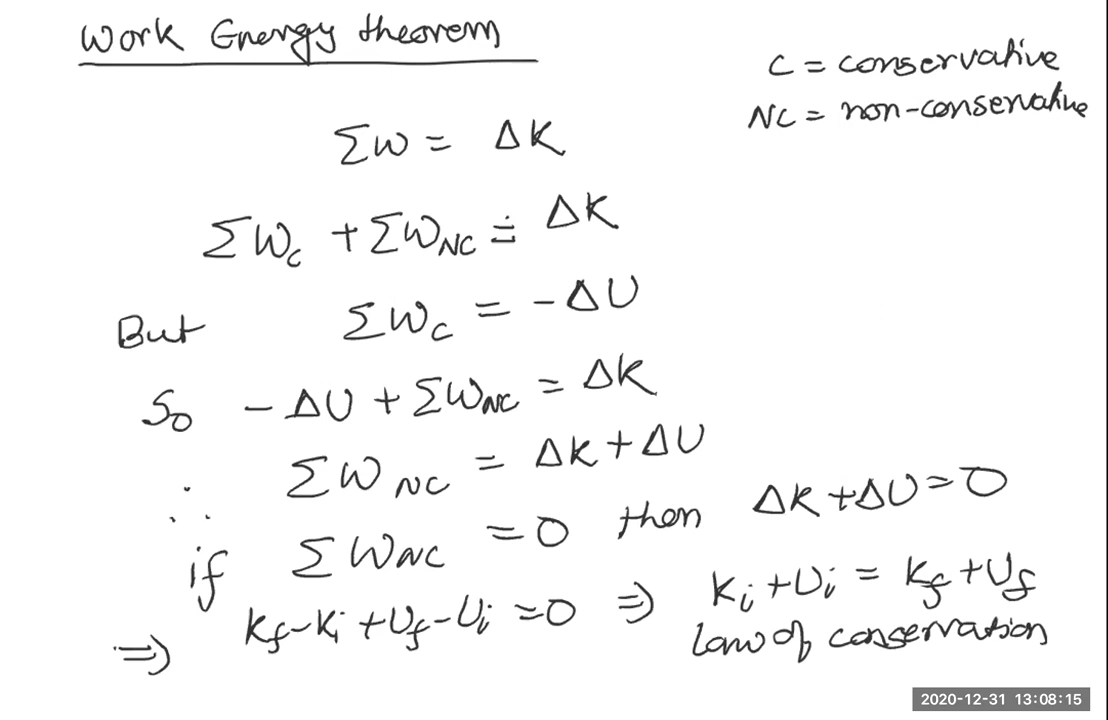 Work Energy theorem
C = conservative
NC = non-conservative
ΣW = ΔK
ΣW_C + ΣW_NC = ΔK
But ΣW_C = -ΔU
So -ΔU + ΣW_NC = ΔK
∴ ΣW_NC = ΔK + ΔU
if ΣW_NC = 0 then ΔK + ΔU = 0
⇒ K_f - K_i + U_f - U_i = 0 ⇒ K_i + U_i = K_f + U_f
law of conservation
2020-12-31 13:08:15